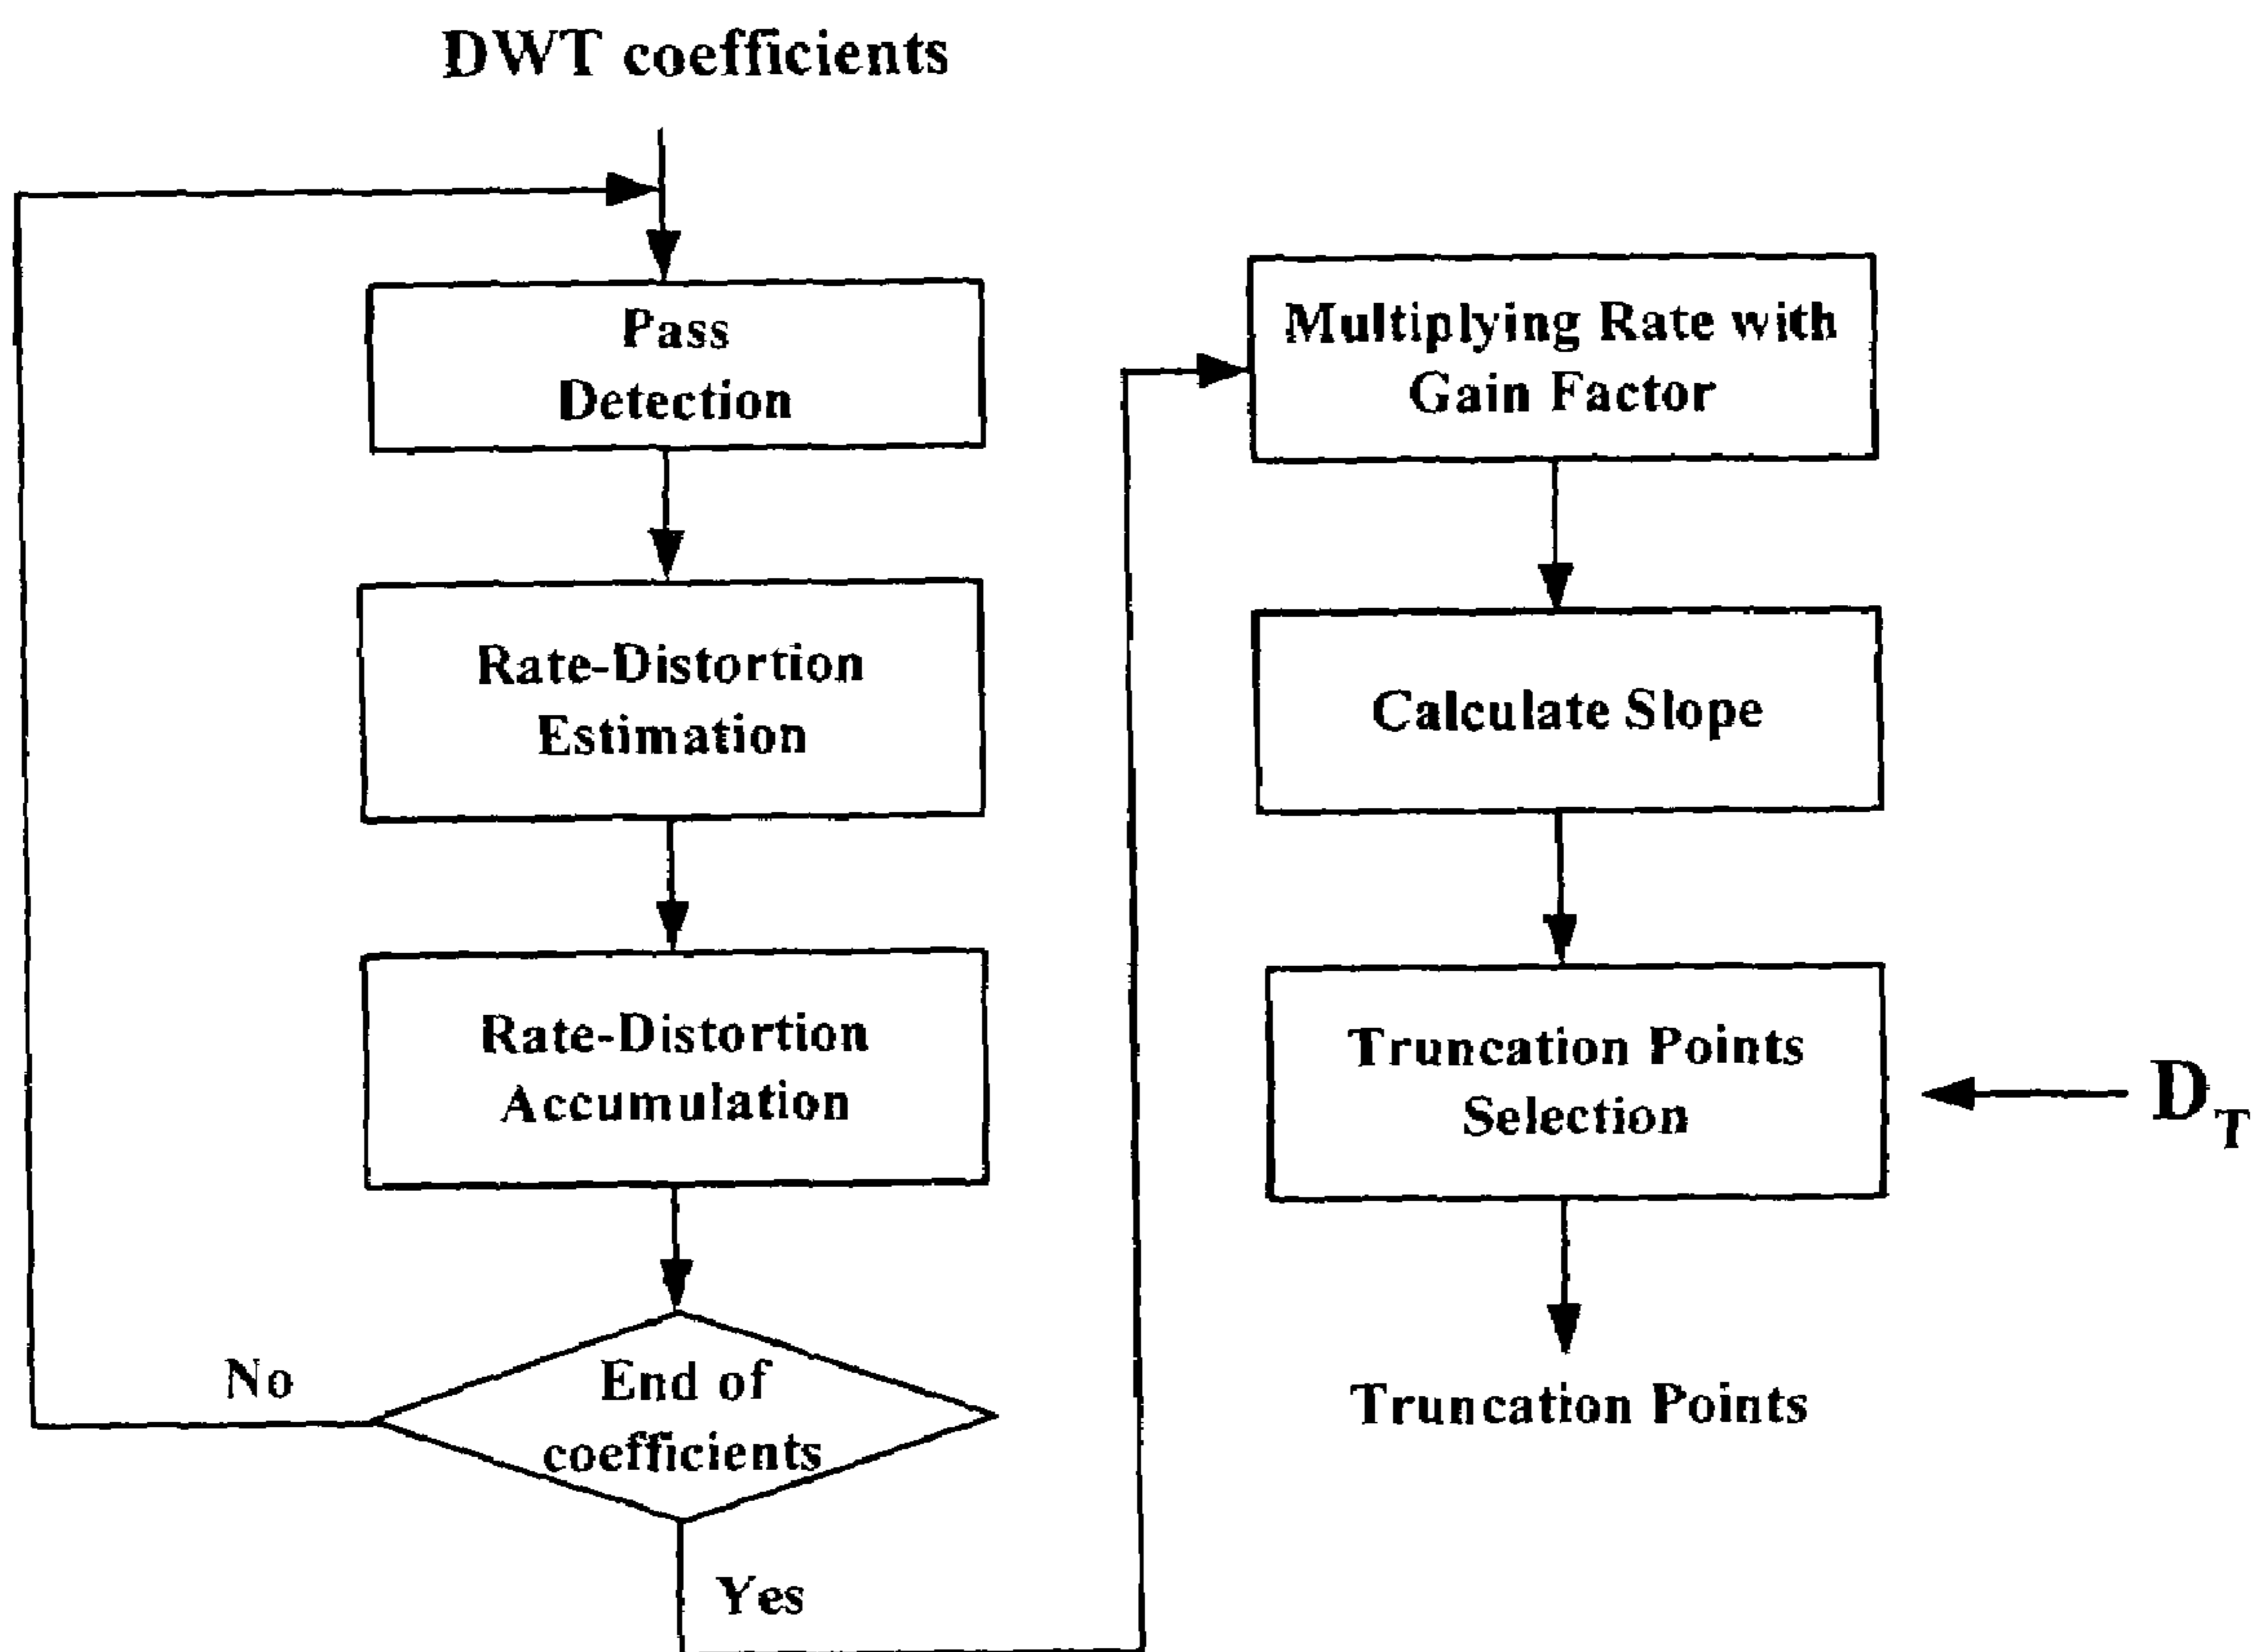 DWT coefficients
Pass
Detection
Rate-Distortion
Estimation
Rate-Distortion
Accumulation
End of
coefficients
No
Yes
Multiplying Rate with
Gain Factor
Calculate Slope
Truncation Points
Selection
D_T
Truncation Points